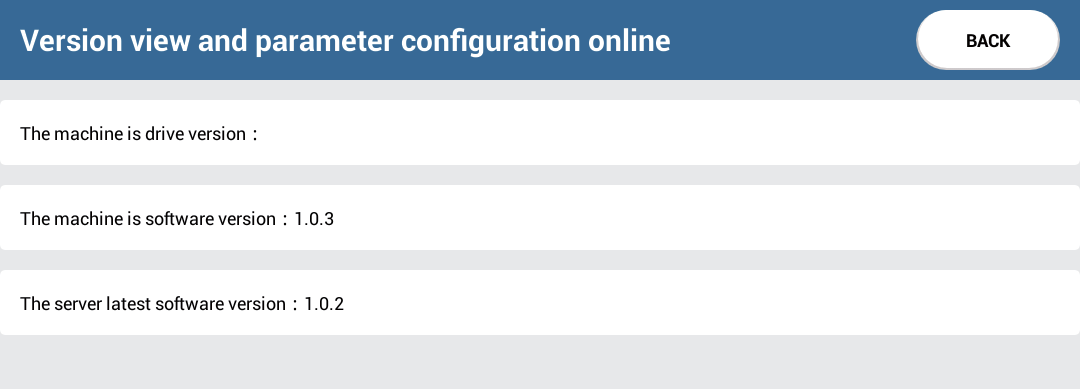 Version view and parameter configuration online
BACK
The machine is drive version：
The machine is software version：1.0.3
The server latest software version：1.0.2